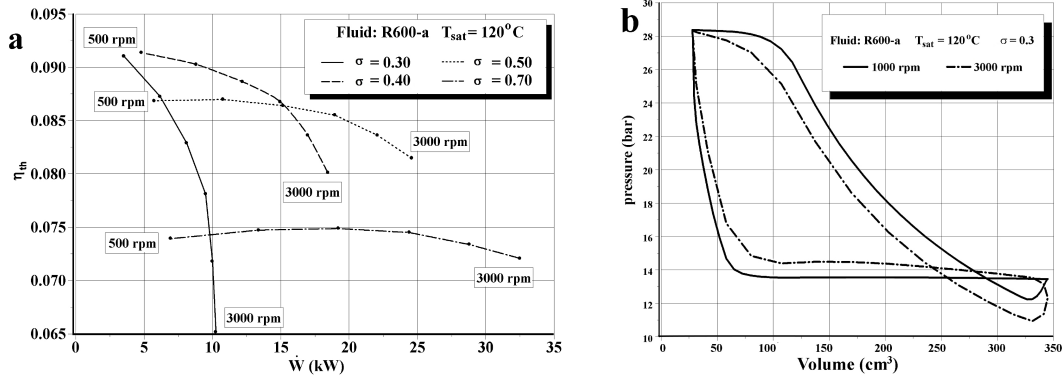 a
0.095
0.090
0.085
0.080
0.075
0.070
0.065
η_th
0 5 10 15 20 25 30 35
Ẇ (kW)
Fluid: R600-a T_sat = 120°C
σ = 0.30 σ = 0.50
σ = 0.40 σ = 0.70
500 rpm
500 rpm
3000 rpm
3000 rpm
500 rpm
3000 rpm
3000 rpm
b
30
28
26
24
22
20
18
16
14
12
10
pressure (bar)
0 50 100 150 200 250 300 350
Volume (cm³)
Fluid: R600-a T_sat = 120°C σ = 0.3
1000 rpm 3000 rpm